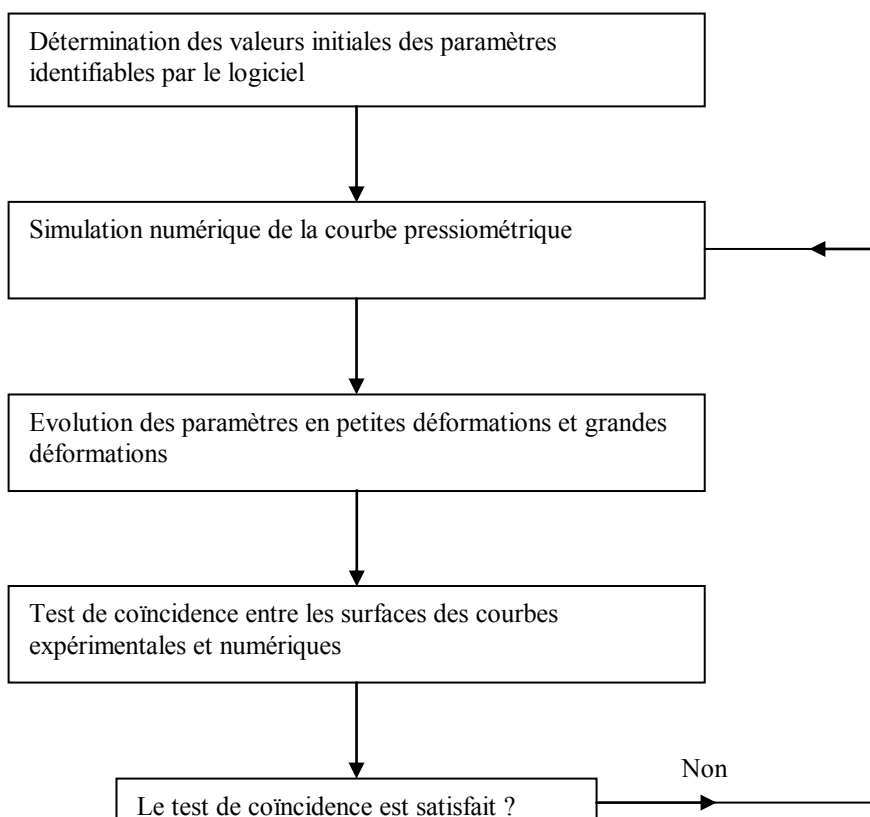 Détermination des valeurs initiales des paramètres
identifiables par le logiciel
Simulation numérique de la courbe pressiométrique
Evolution des paramètres en petites déformations et grandes
déformations
Test de coïncidence entre les surfaces des courbes
expérimentales et numériques
Non
Le test de coïncidence est satisfait ?